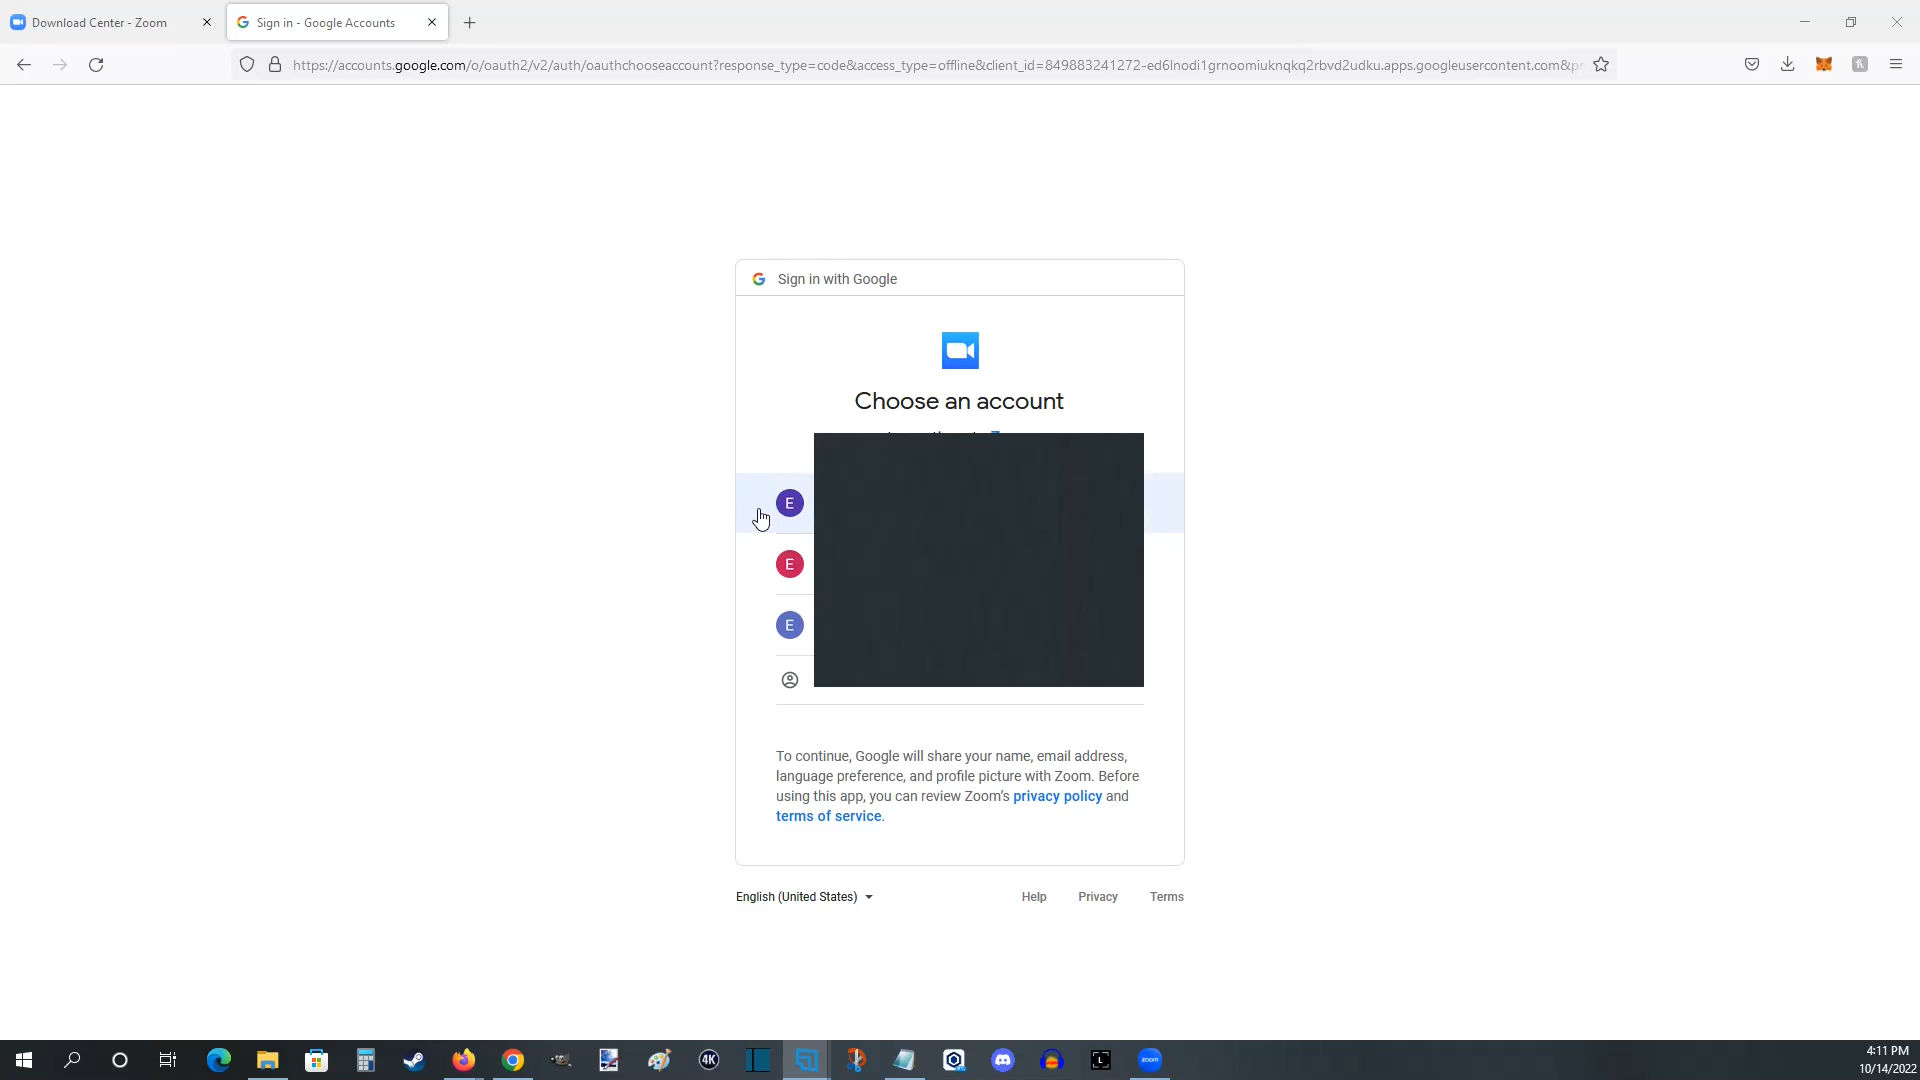 Download Center - Zoom
Sign in - Google Accounts
https://accounts.google.com/o/oauth2/v2/auth/oauthchooseaccount?response_type=code&access_type=offline&client_id=849883241272-ed6lnodi1grnoomiuknqkq2rbvd2udku.apps.googleusercontent.com&pr
Sign in with Google
Choose an account
E
E
E
To continue, Google will share your name, email address,
language preference, and profile picture with Zoom. Before
using this app, you can review Zoom's privacy policy and
terms of service.
English (United States)
Help
Privacy
Terms
4K
L
zoom
4:11 PM
10/14/2022